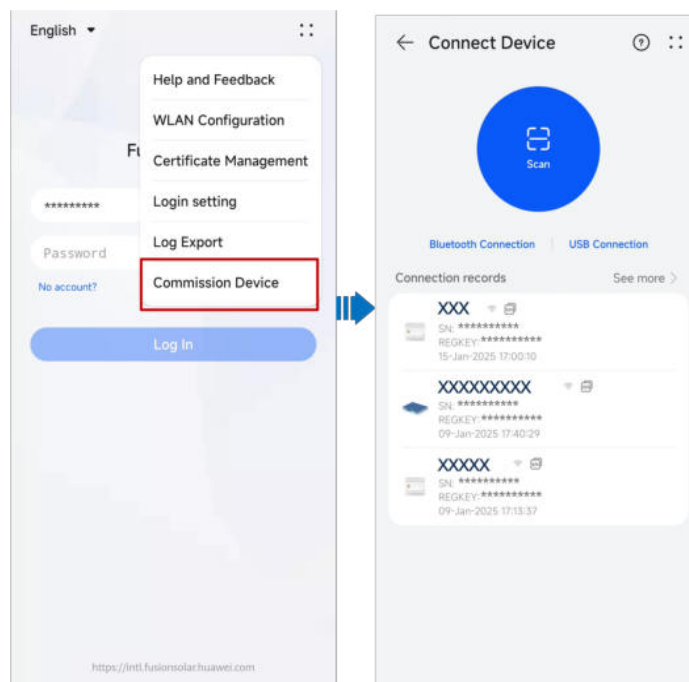 English
Help and Feedback
WLAN Configuration
Fu
Certificate Management
*********
Login setting
Password
Log Export
No account?
Commission Device
Log In
https://intl.fusionsolar.huawei.com
Connect Device
Scan
Bluetooth Connection
USB Connection
Connection records
See more
XXX
SN: **********
REGKEY:**********
15-Jan-2025 17:00:10
XXXXXXXXX
SN: **********
REGKEY:**********
09-Jan-2025 17:40:29
XXXXX
SN: **********
REGKEY:**********
09-Jan-2025 17:13:37